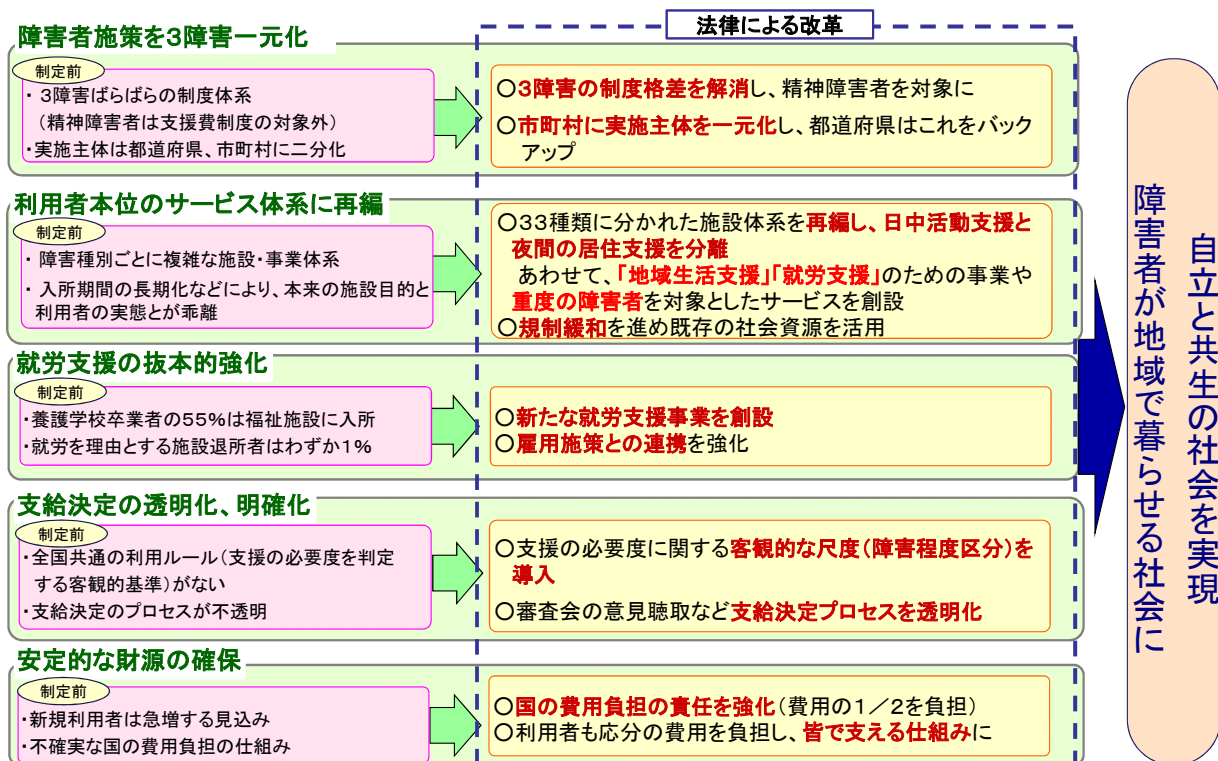 法律による改革
障害者施策を3障害一元化
制定前
・ 3障害ばらばらの制度体系
（精神障害者は支援費制度の対象外）
・実施主体は都道府県、市町村に二分化
○3障害の制度格差を解消し、精神障害者を対象に
○市町村に実施主体を一元化し、都道府県はこれをバック
アップ
利用者本位のサービス体系に再編
制定前
・ 障害種別ごとに複雑な施設・事業体系
・ 入所期間の長期化などにより、本来の施設目的と
利用者の実態とが乖離
○33種類に分かれた施設体系を再編し、日中活動支援と
夜間の居住支援を分離
あわせて、「地域生活支援」「就労支援」のための事業や
重度の障害者を対象としたサービスを創設
○規制緩和を進め既存の社会資源を活用
就労支援の抜本的強化
制定前
・養護学校卒業者の55％は福祉施設に入所
・就労を理由とする施設退所者はわずか1％
○新たな就労支援事業を創設
○雇用施策との連携を強化
支給決定の透明化、明確化
制定前
・全国共通の利用ルール（支援の必要度を判定
する客観的基準）がない
・支給決定のプロセスが不透明
○支援の必要度に関する客観的な尺度（障害程度区分）を
導入
○審査会の意見聴取など支給決定プロセスを透明化
安定的な財源の確保
制定前
・新規利用者は急増する見込み
・不確実な国の費用負担の仕組み
○国の費用負担の責任を強化（費用の1／2を負担）
○利用者も応分の費用を負担し、皆で支える仕組みに
自立と共生の社会を実現
障害者が地域で暮らせる社会に